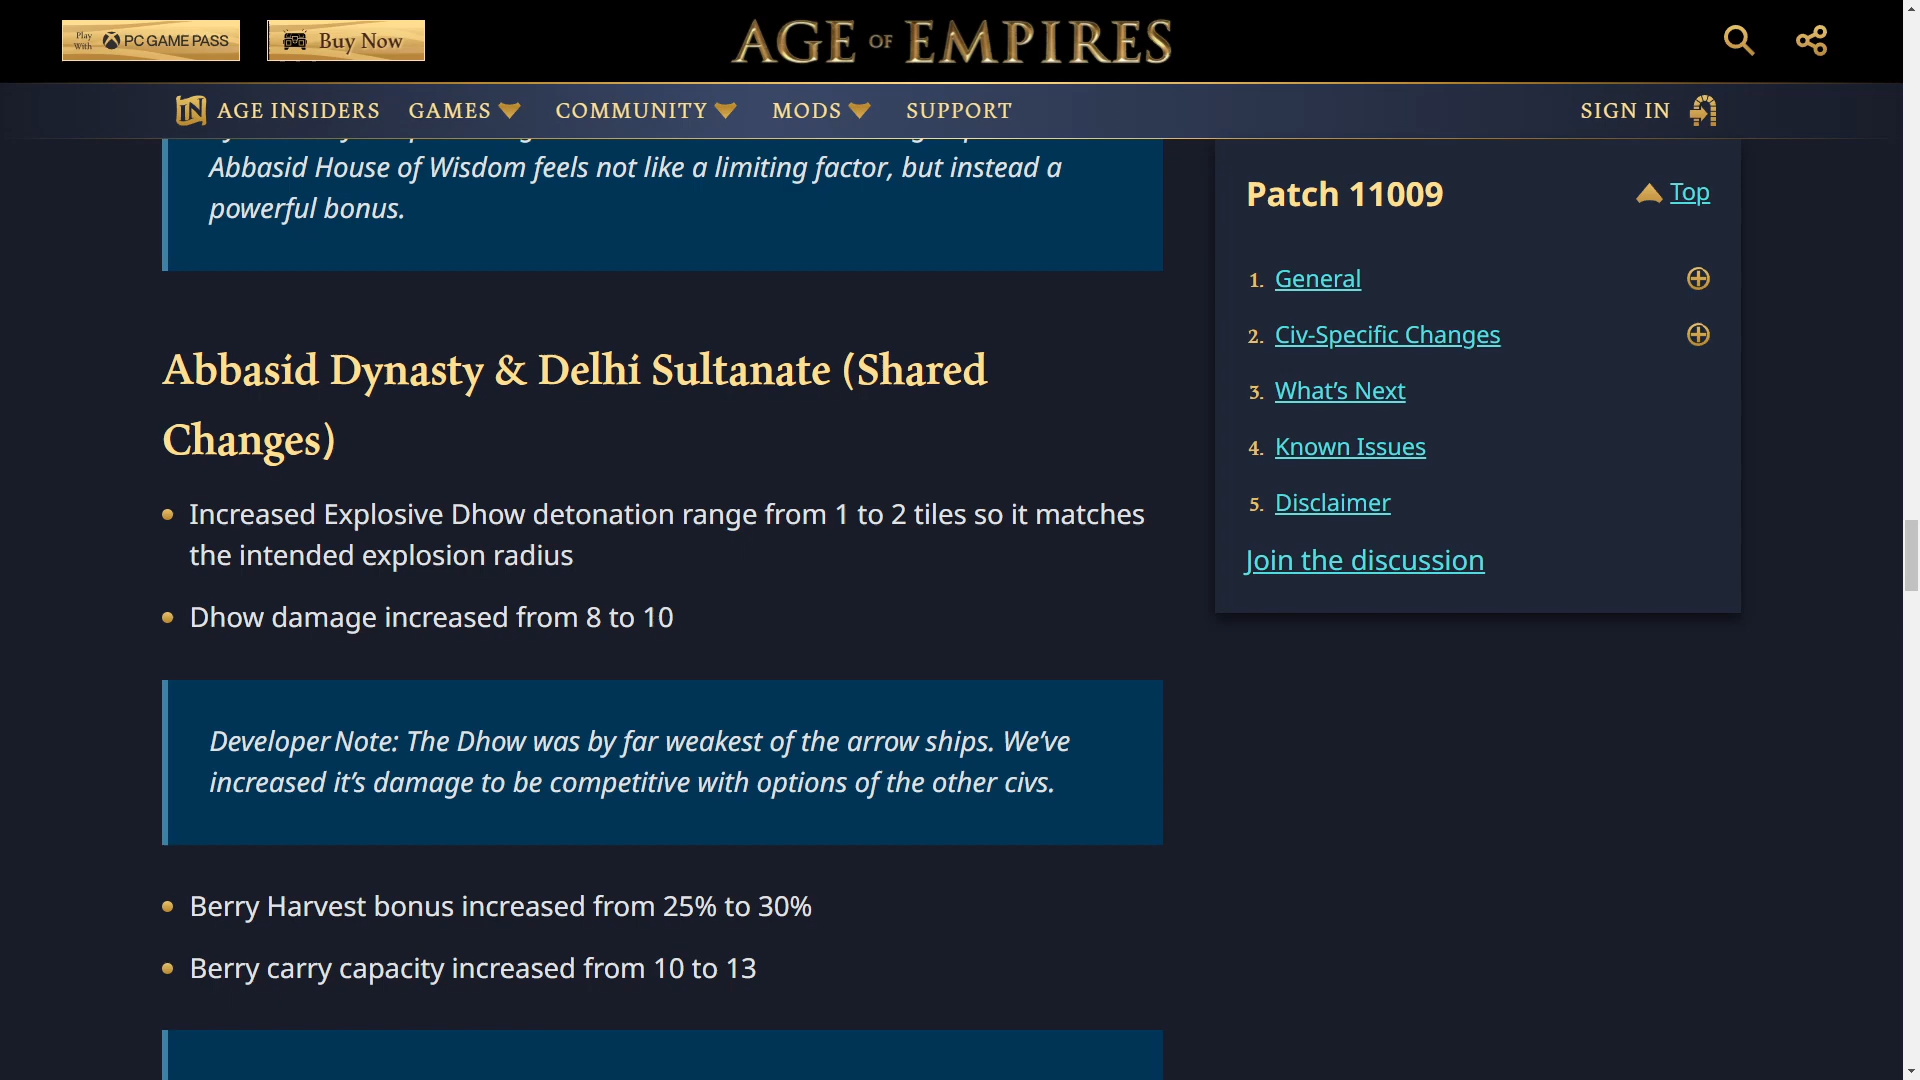 Play With PC GAME PASS
Buy Now
AGE OF EMPIRES
IN AGE INSIDERS GAMES COMMUNITY MODS SUPPORT SIGN IN
Abbasid House of Wisdom feels not like a limiting factor, but instead a
powerful bonus.
Abbasid Dynasty & Delhi Sultanate (Shared
Changes)
Increased Explosive Dhow detonation range from 1 to 2 tiles so it matches
the intended explosion radius
Dhow damage increased from 8 to 10
Developer Note: The Dhow was by far weakest of the arrow ships. We’ve
increased it’s damage to be competitive with options of the other civs.
Berry Harvest bonus increased from 25% to 30%
Berry carry capacity increased from 10 to 13
Patch 11009
Top
1. General
2. Civ-Specific Changes
3. What’s Next
4. Known Issues
5. Disclaimer
Join the discussion